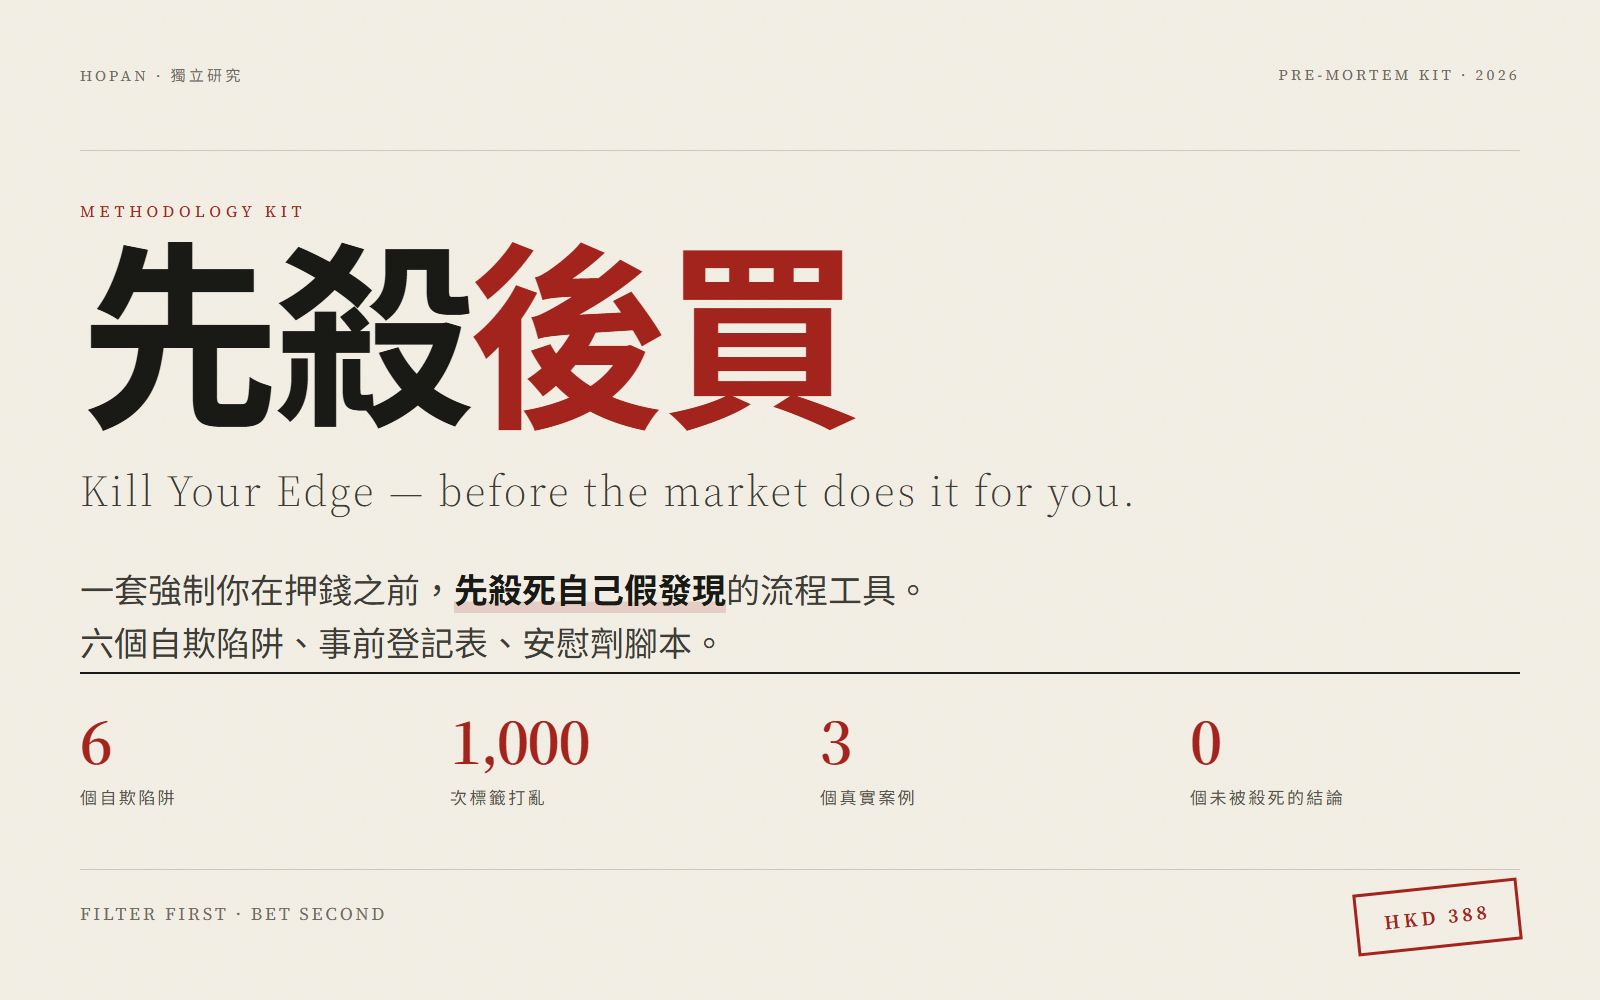 HOPAN · 獨立研究
PRE-MORTEM KIT · 2026
METHODOLOGY KIT
先殺後買
Kill Your Edge — before the market does it for you.
一套強制你在押錢之前，先殺死自己假發現的流程工具。
六個自欺陷阱、事前登記表、安慰劑腳本。
6
個自欺陷阱
1,000
次標籤打亂
3
個真實案例
0
個未被殺死的結論
FILTER FIRST · BET SECOND
HKD 388